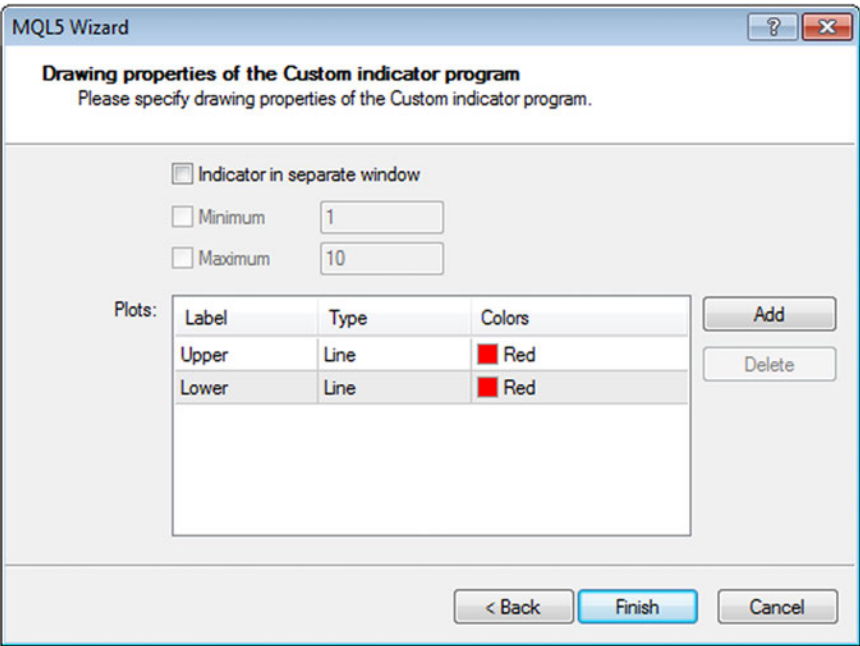 MQL5 Wizard
Drawing properties of the Custom indicator program
Please specify drawing properties of the Custom indicator program.
Indicator in separate window
Minimum 1
Maximum 10
Plots:
Label Type Colors
Add
Upper Line Red
Delete
Lower Line Red
< Back Finish Cancel